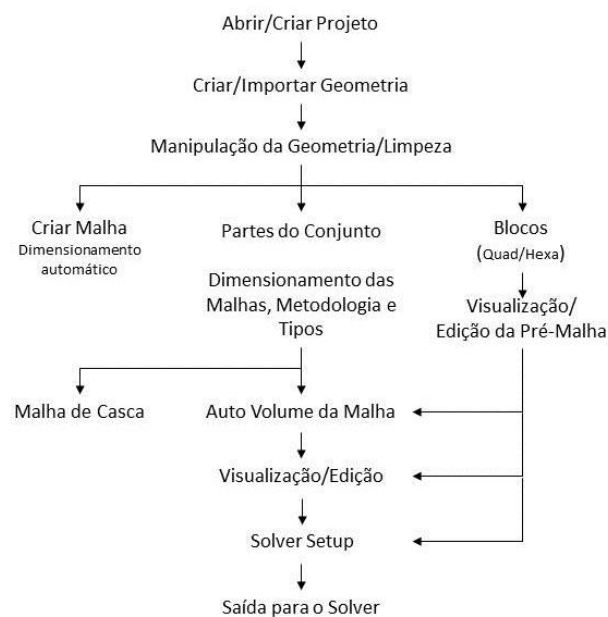 Abrir/Criar Projeto
Criar/Importar Geometria
Manipulação da Geometria/Limpeza
Criar Malha
Dimensionamento
automático
Partes do Conjunto
Dimensionamento das
Malhas, Metodologia e
Tipos
Blocos
(Quad/Hexa)
Visualização/
Edição da Pré-Malha
Malha de Casca
Auto Volume da Malha
Visualização/Edição
Solver Setup
Saída para o Solver